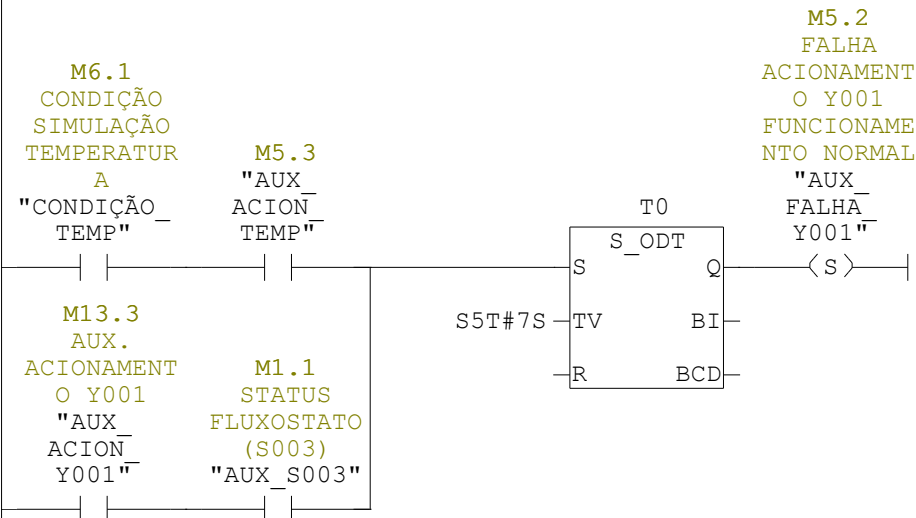 M5.2
FALHA
ACIONAMENT
O Y001
FUNCIONAME
NTO NORMAL
"AUX_
FALHA_
Y001"
M6.1
CONDIÇÃO
SIMULAÇÃO
TEMPERATUR
A
"CONDIÇÃO_
TEMP"
M5.3
"AUX_
ACION_
TEMP"
T0
S_ODT
S
Q
S
S5T#7S
TV
BI
R
BCD
M13.3
AUX.
ACIONAMENT
O Y001
"AUX_
ACION_
Y001"
M1.1
STATUS
FLUXOSTATO
(S003)
"AUX_S003"